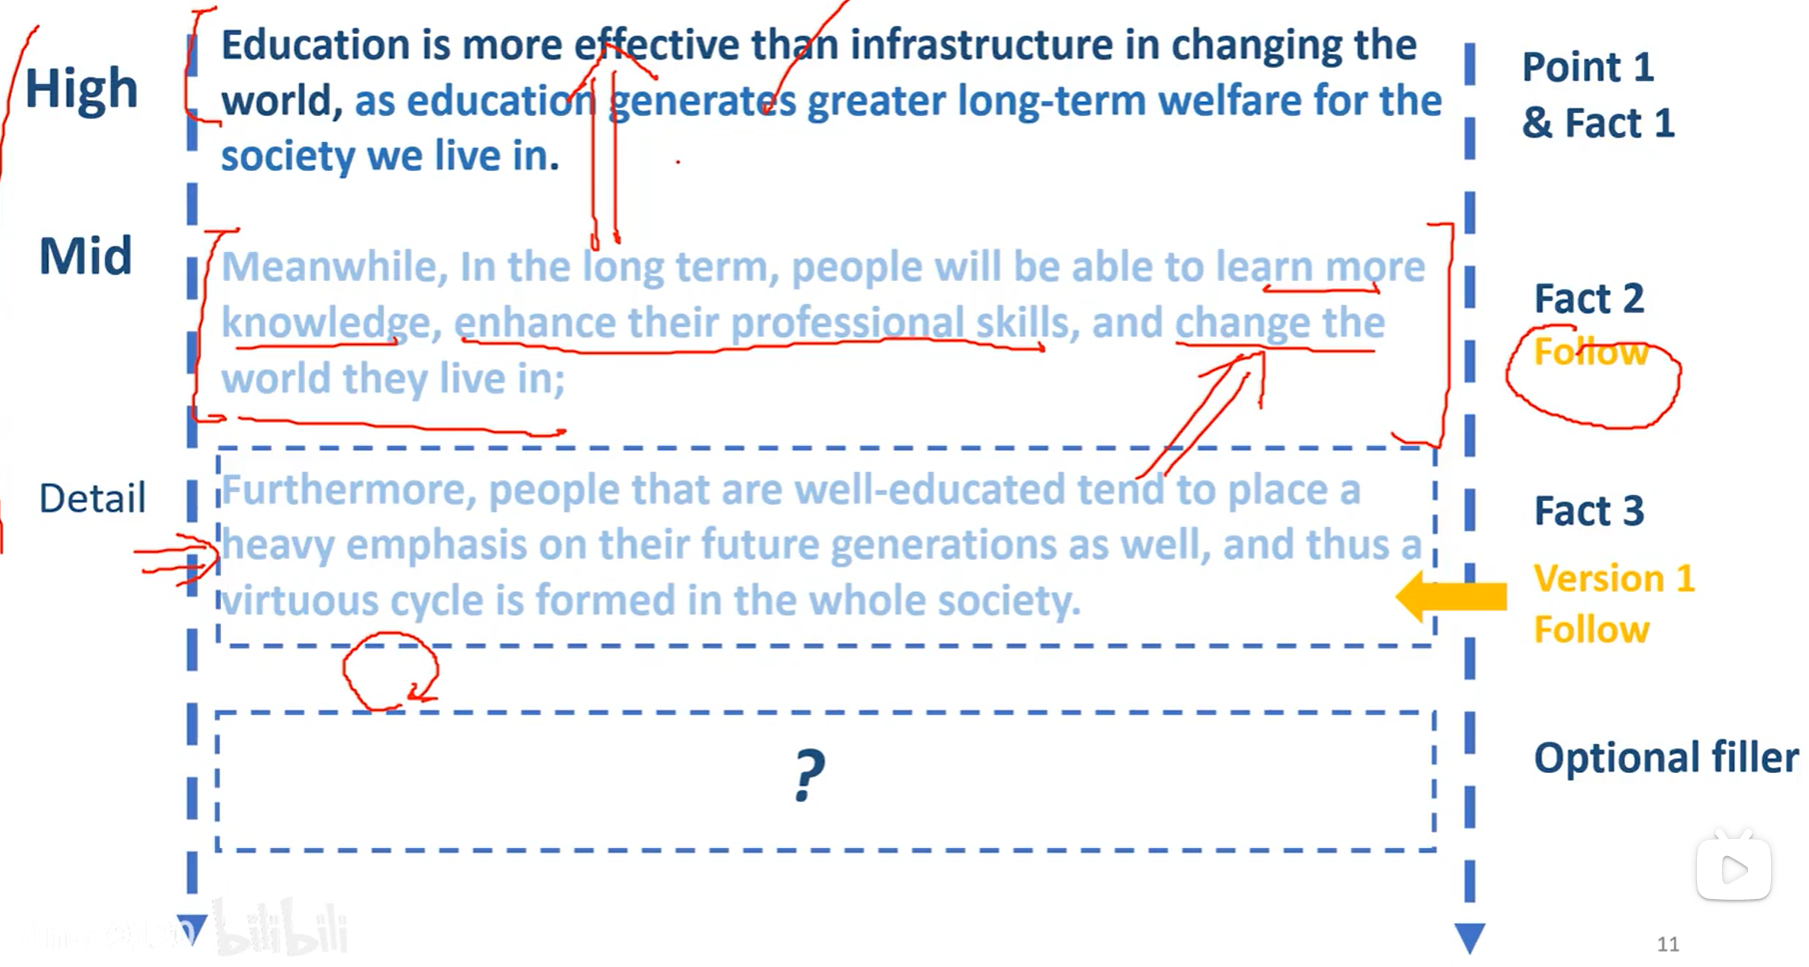 High
Education is more effective than infrastructure in changing the
world, as education generates greater long-term welfare for the
society we live in.
Point 1
& Fact 1
Mid
Meanwhile, In the long term, people will be able to learn more
knowledge, enhance their professional skills, and change the
world they live in;
Fact 2
Follow
Detail
Furthermore, people that are well-educated tend to place a
heavy emphasis on their future generations as well, and thus a
virtuous cycle is formed in the whole society.
Fact 3
Version 1
Follow
?
Optional filler
bilibili
11